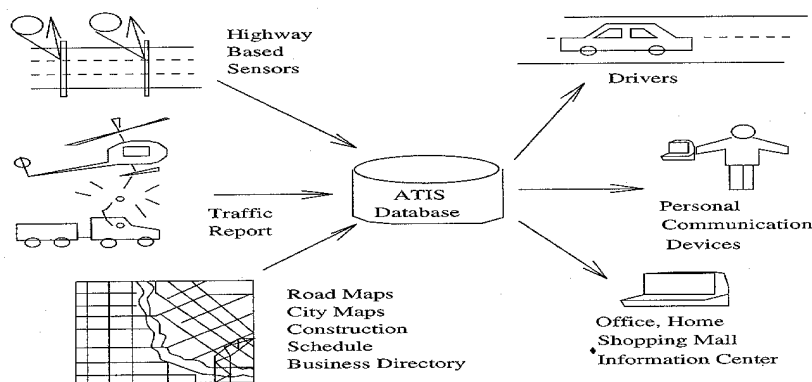 Highway
Based
Sensors
Drivers
ATIS
Database
Traffic
Report
Personal
Communication
Devices
Road Maps
City Maps
Construction
Schedule
Business Directory
Office, Home
Shopping Mall
Information Center